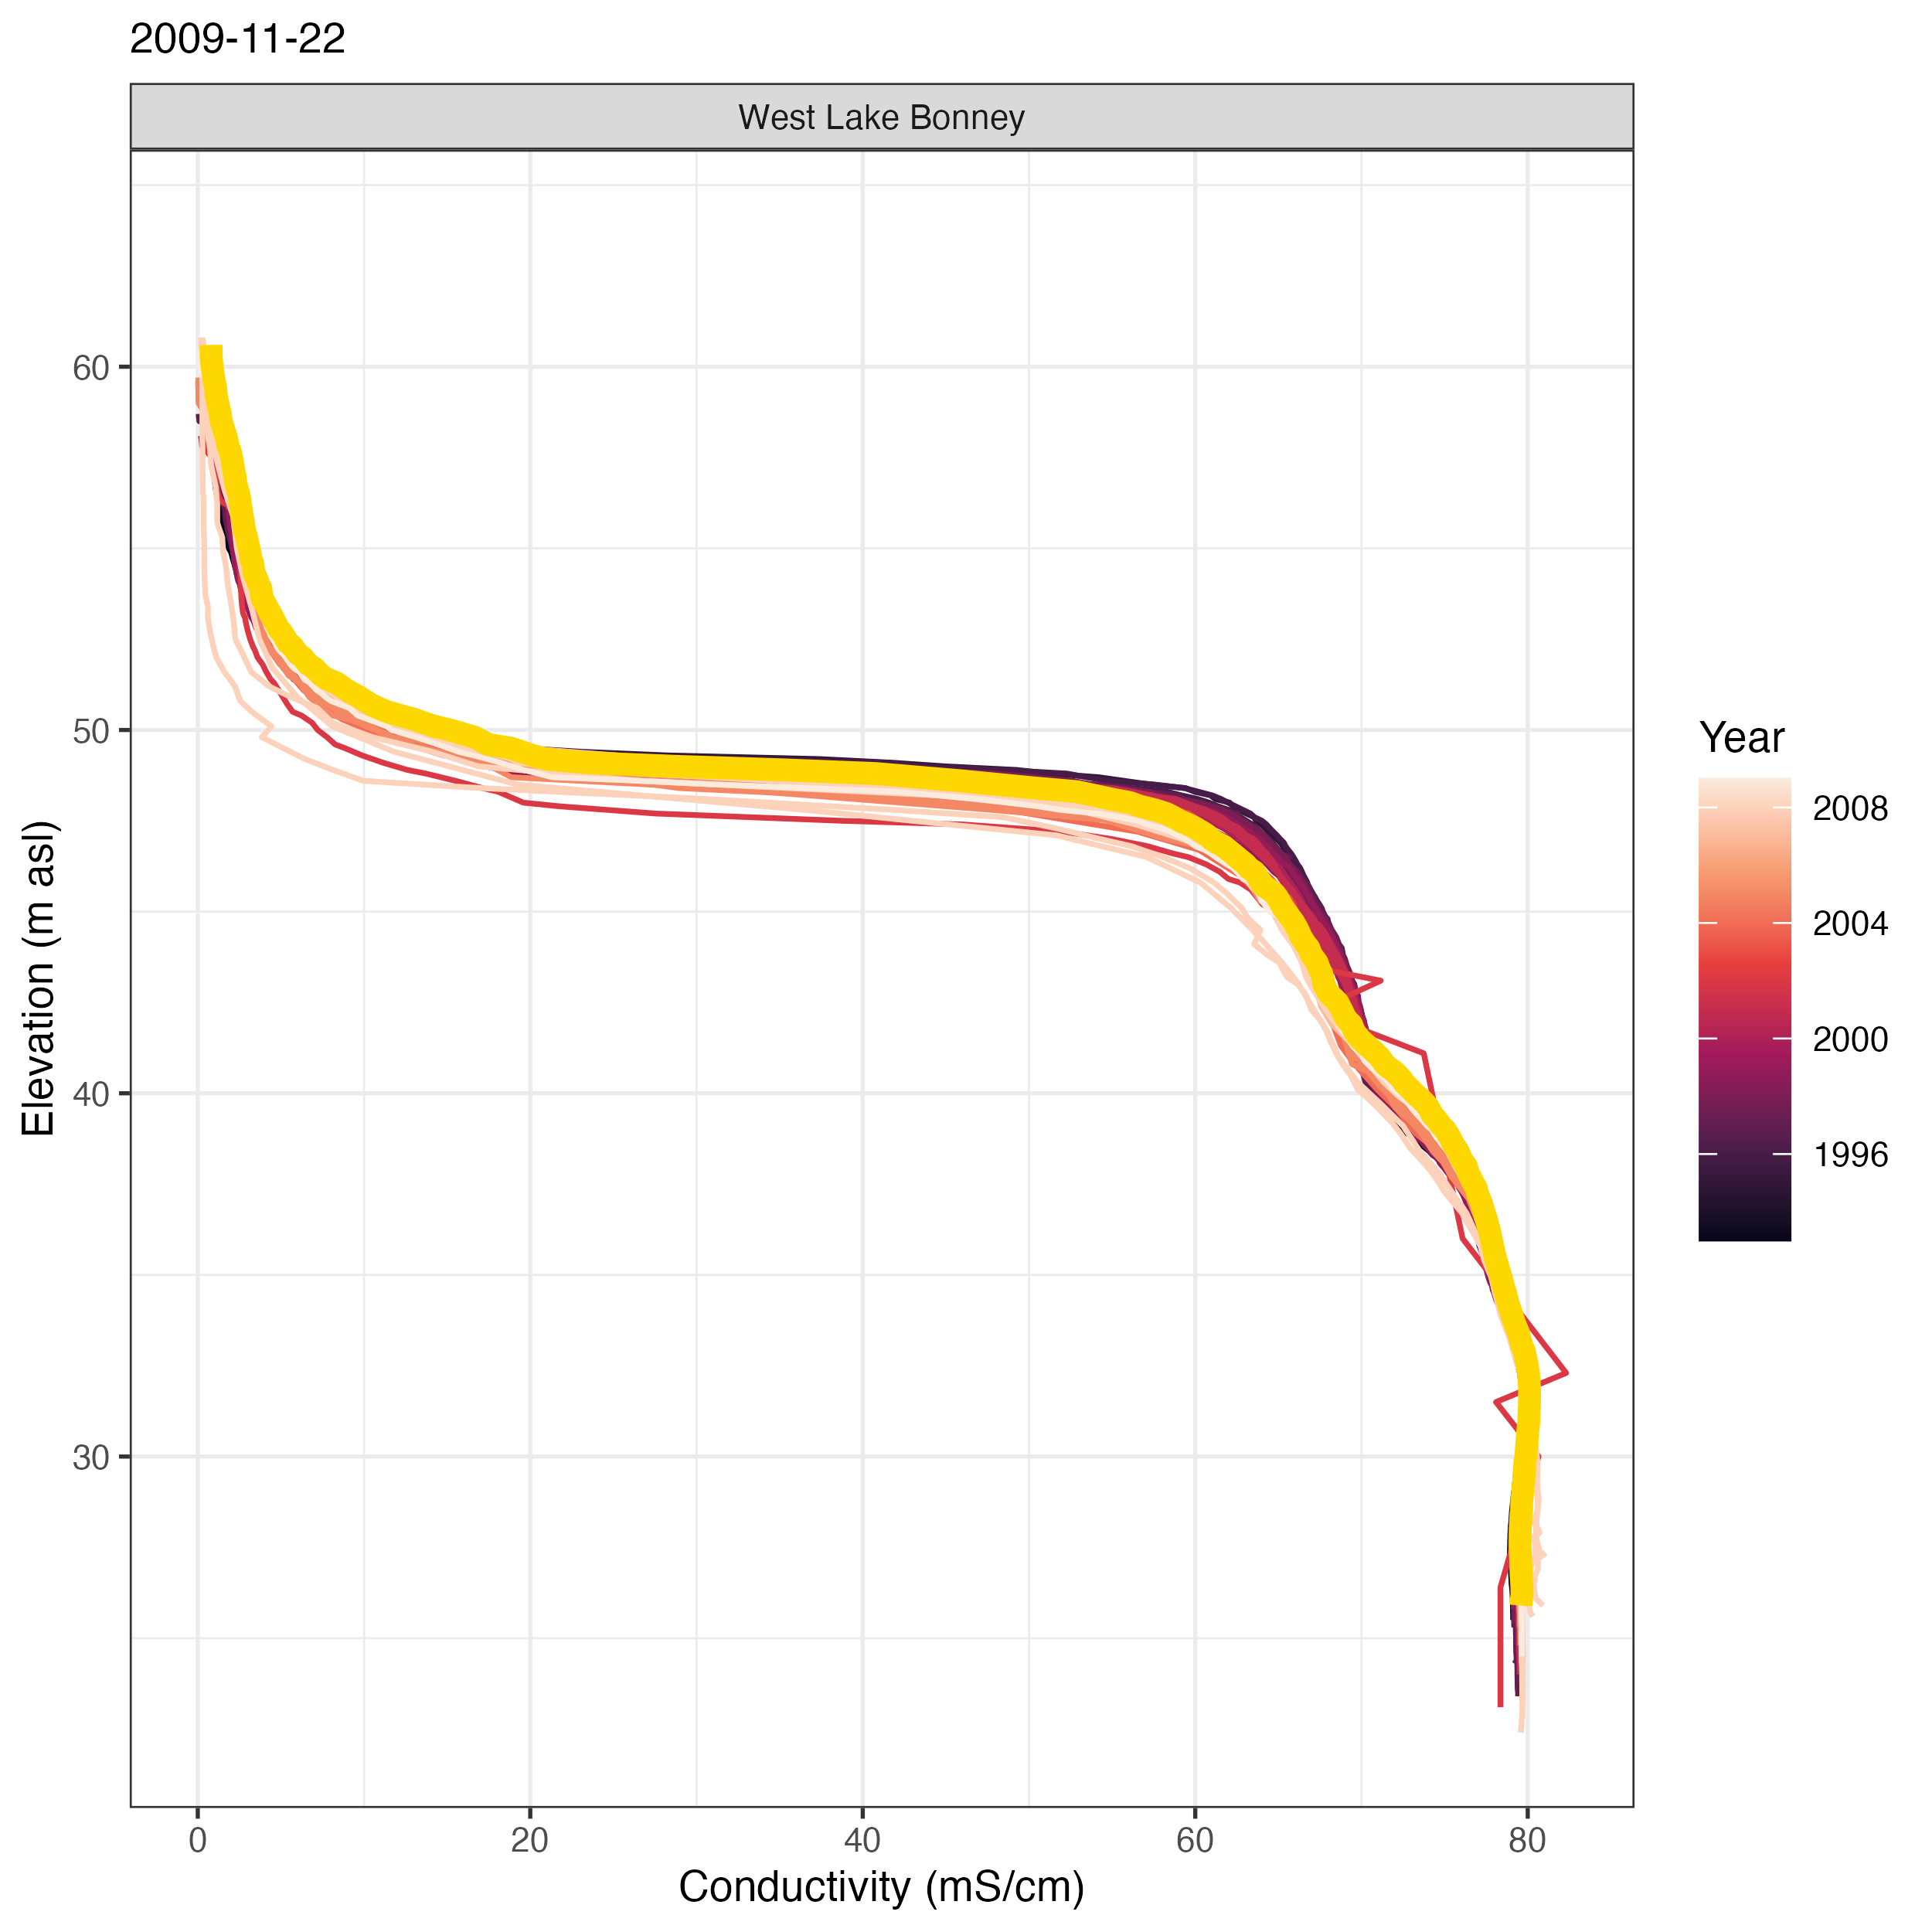 2009-11-22
West Lake Bonney
Elevation (m asl)
60
50
40
30
0 20 40 60 80
Conductivity (mS/cm)
Year
2008
2004
2000
1996